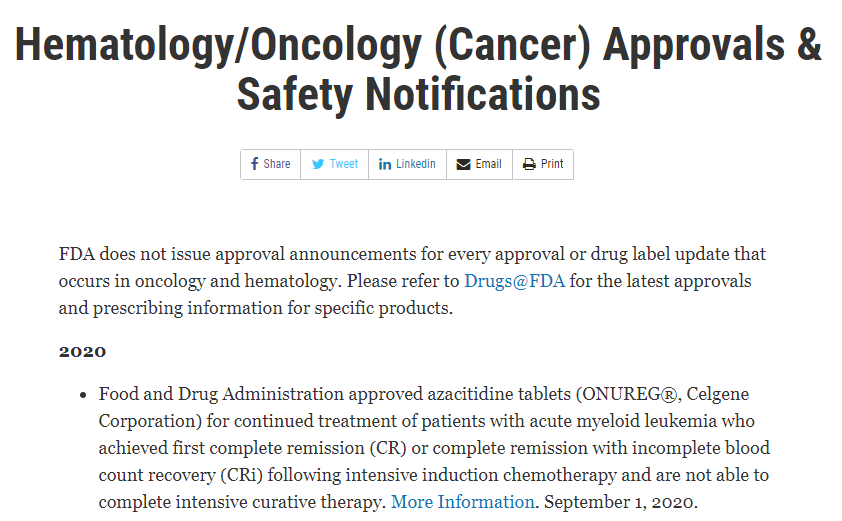 Hematology/Oncology (Cancer) Approvals &
Safety Notifications
Share Tweet Linkedin Email Print
FDA does not issue approval announcements for every approval or drug label update that
occurs in oncology and hematology. Please refer to Drugs@FDA for the latest approvals
and prescribing information for specific products.
2020
• Food and Drug Administration approved azacitidine tablets (ONUREG®, Celgene
Corporation) for continued treatment of patients with acute myeloid leukemia who
achieved first complete remission (CR) or complete remission with incomplete blood
count recovery (CRi) following intensive induction chemotherapy and are not able to
complete intensive curative therapy. More Information. September 1, 2020.